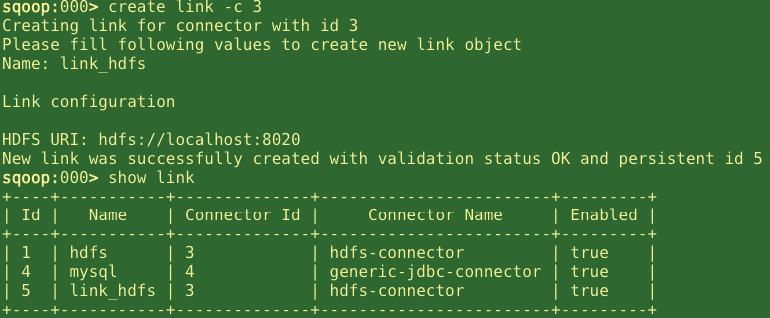 sqoop:000> create link -c 3
Creating link for connector with id 3
Please fill following values to create new link object
Name: link_hdfs
Link configuration
HDFS URI: hdfs://localhost:8020
New link was successfully created with validation status OK and persistent id 5
sqoop:000> show link
+----+-----------+--------------+------------------------+---------+
| Id |   Name    | Connector Id |     Connector Name     | Enabled |
+----+-----------+--------------+------------------------+---------+
| 1  | hdfs      | 3            | hdfs-connector         | true    |
| 4  | mysql     | 4            | generic-jdbc-connector | true    |
| 5  | link_hdfs | 3            | hdfs-connector         | true    |
+----+-----------+--------------+------------------------+---------+